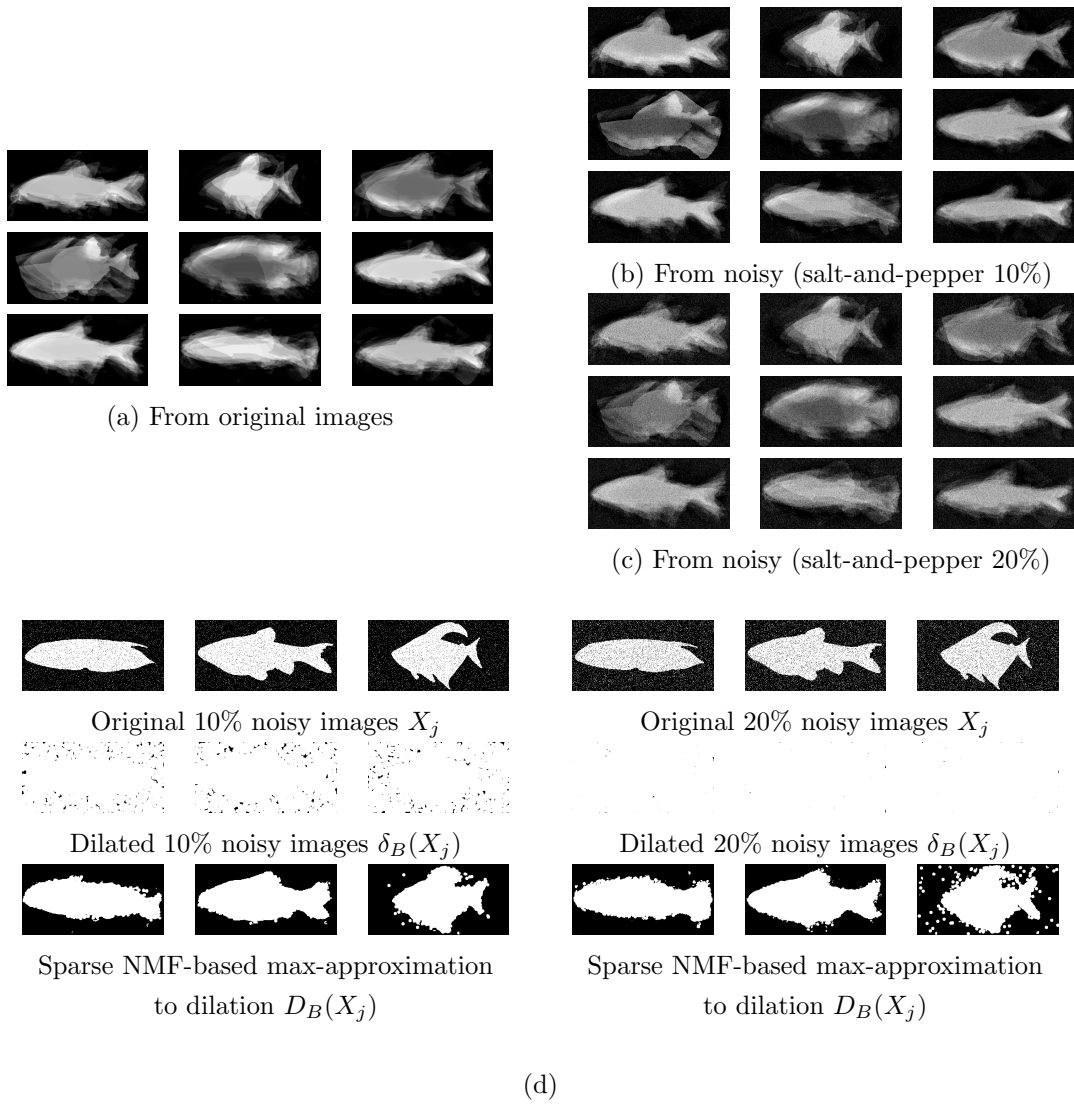 (b) From noisy (salt-and-pepper 10%)
(a) From original images
(c) From noisy (salt-and-pepper 20%)
Original 10% noisy images X_j
Dilated 10% noisy images δ_B(X_j)
Sparse NMF-based max-approximation
to dilation D_B(X_j)
Original 20% noisy images X_j
Dilated 20% noisy images δ_B(X_j)
Sparse NMF-based max-approximation
to dilation D_B(X_j)
(d)